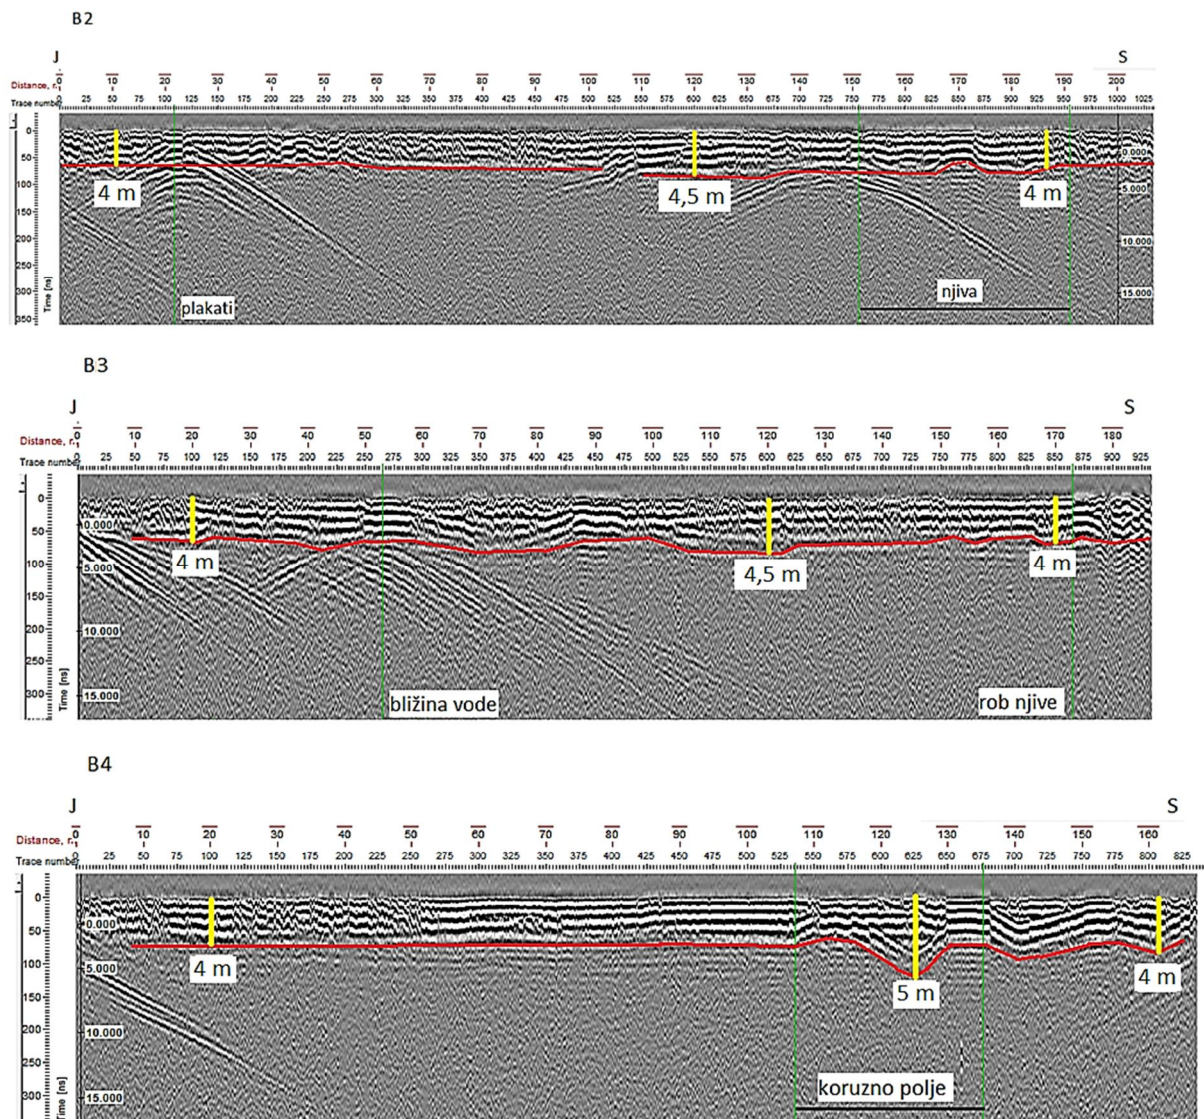 B2
J
S
Distance, r.
0 10 20 30 40 50 60 70 80 90 100 110 120 130 140 150 160 170 180 190 200
Trace number
0 25 50 75 100 125 150 175 200 225 250 275 300 325 350 375 400 425 450 475 500 525 550 575 600 625 650 675 700 725 750 775 800 825 850 875 900 925 950 975 1000 1025
0
50
100
150
200
250
300
350
Time [ns]
4 m
4,5 m
4 m
0.000
5.000
10.000
15.000
plakati
njiva
B3
J
S
Distance, r.
0 10 20 30 40 50 60 70 80 90 100 110 120 130 140 150 160 170 180
Trace number
0 25 50 75 100 125 150 175 200 225 250 275 300 325 350 375 400 425 450 475 500 525 550 575 600 625 650 675 700 725 750 775 800 825 850 875 900 925
0
50
100
150
200
250
300
Time [ns]
0.000
5.000
10.000
15.000
4 m
4,5 m
4 m
bližina vode
rob njive
B4
J
S
Distance, r.
0 10 20 30 40 50 60 70 80 90 100 110 120 130 140 150 160
Trace number
0 25 50 75 100 125 150 175 200 225 250 275 300 325 350 375 400 425 450 475 500 525 550 575 600 625 650 675 700 725 750 775 800 825
0
50
100
150
200
250
300
Time [ns]
0.000
5.000
10.000
15.000
4 m
5 m
4 m
koruzno polje